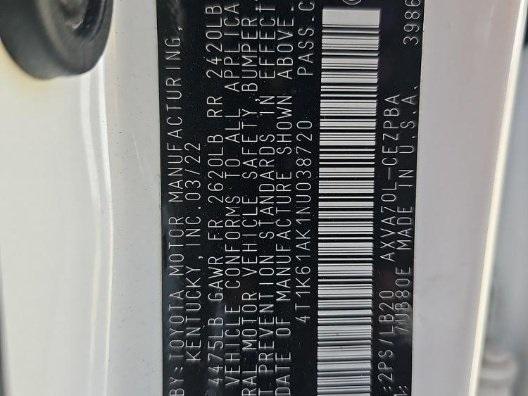 BY: TOYOTA MOTOR MANUFACTURING,
KENTUCKY, INC. 03/22
4475LB GAWR FR 2620LB RR 2420LB
VEHICLE CONFORMS TO ALL APPLICA
ERAL MOTOR VEHICLE SAFETY, BUMPER,
T PREVENTION STANDARDS IN EFFECT
DATE OF MANUFACTURE SHOWN ABOVE.
4T1K61AK1NU038720 PASS.C
:2PS/LB20 AXVA70L-CEZPBA
UB80E MADE IN U.S.A. 3986